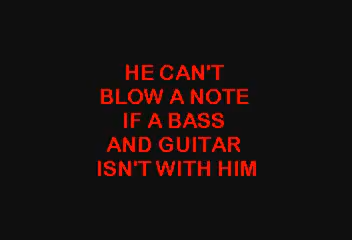 HE CAN'T
BLOW A NOTE
IF A BASS
AND GUITAR
ISN'T WITH HIM